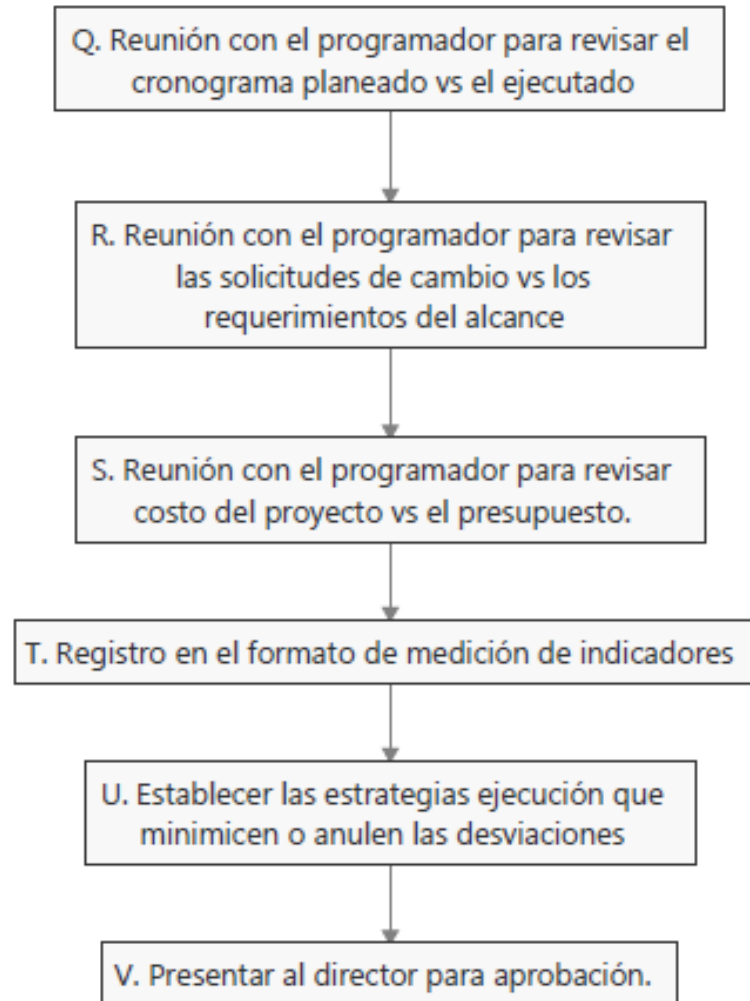 Q. Reunión con el programador para revisar el
cronograma planeado vs el ejecutado
R. Reunión con el programador para revisar
las solicitudes de cambio vs los
requerimientos del alcance
S. Reunión con el programador para revisar
costo del proyecto vs el presupuesto.
T. Registro en el formato de medición de indicadores
U. Establecer las estrategias ejecución que
minimicen o anulen las desviaciones
V. Presentar al director para aprobación.